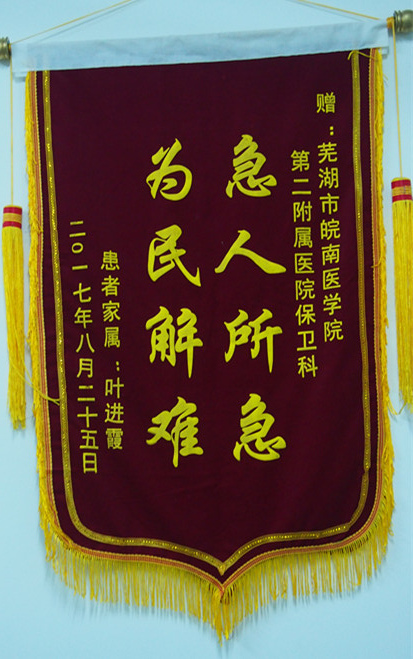 赠：芜湖市皖南医学院
第二附属医院保卫科
急人所急
为民解难
患者家属：叶进霞
二〇一七年八月二十五日